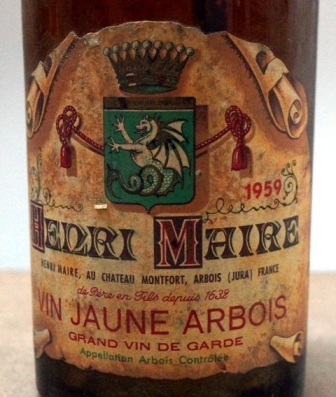 1959
HENRI MAIRE
HENRI MAIRE, AU CHATEAU MONTFORT, ARBOIS (JURA) FRANCE
de Père en Fils depuis 1632
VIN JAUNE ARBOIS
GRAND VIN DE GARDE
Appellation Arbois Contrôlée